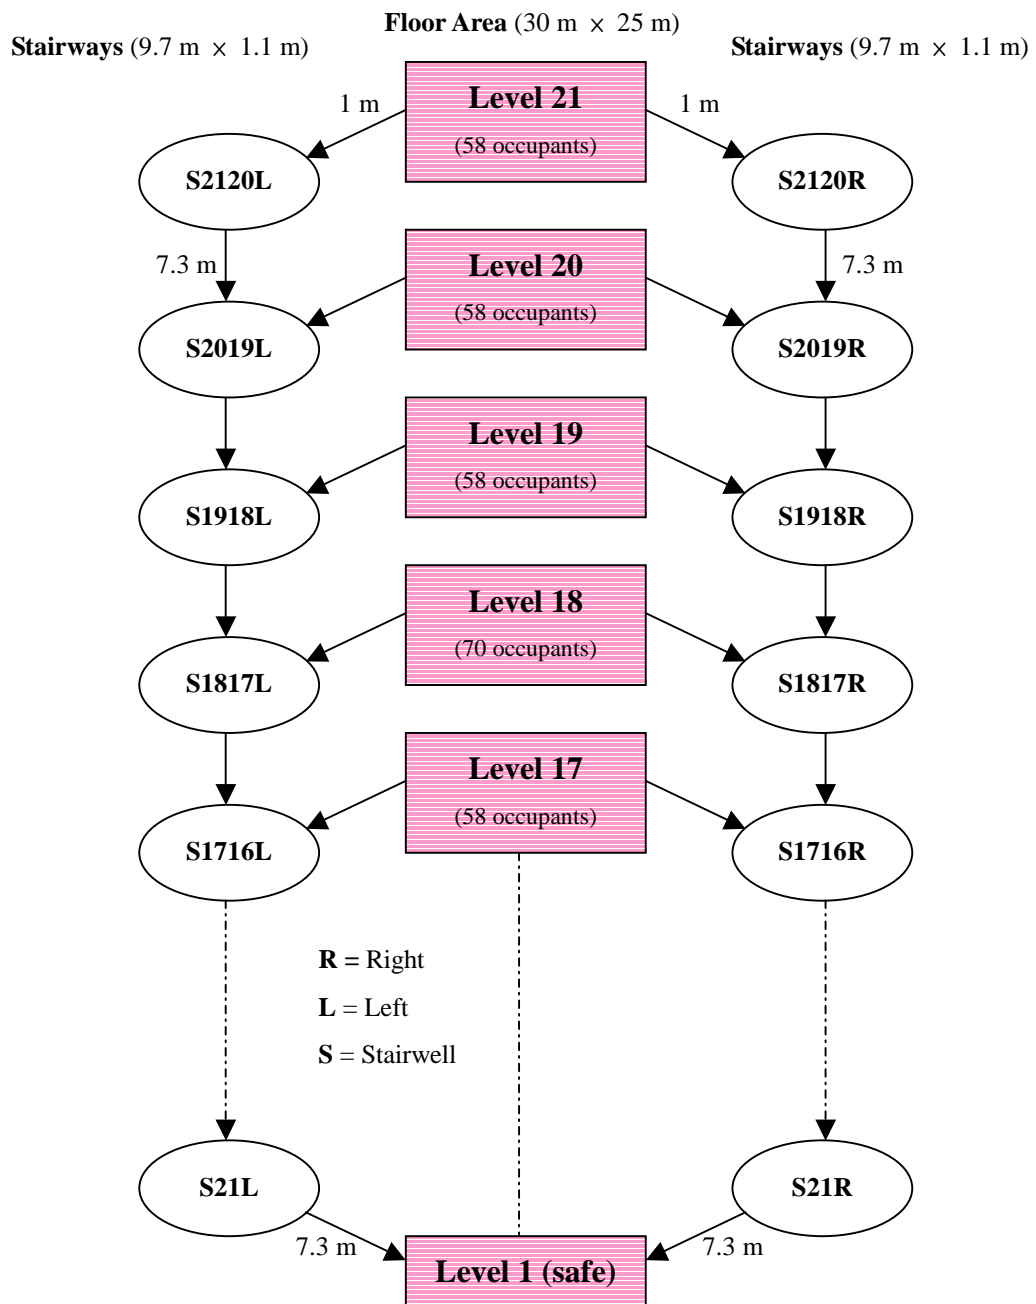 Floor Area (30 m × 25 m)
Stairways (9.7 m × 1.1 m)
Stairways (9.7 m × 1.1 m)
Level 21
(58 occupants)
1 m
1 m
S2120L
S2120R
7.3 m
7.3 m
Level 20
(58 occupants)
S2019L
S2019R
Level 19
(58 occupants)
S1918L
S1918R
Level 18
(70 occupants)
S1817L
S1817R
Level 17
(58 occupants)
S1716L
S1716R
R = Right
L = Left
S = Stairwell
S21L
S21R
7.3 m
7.3 m
Level 1 (safe)